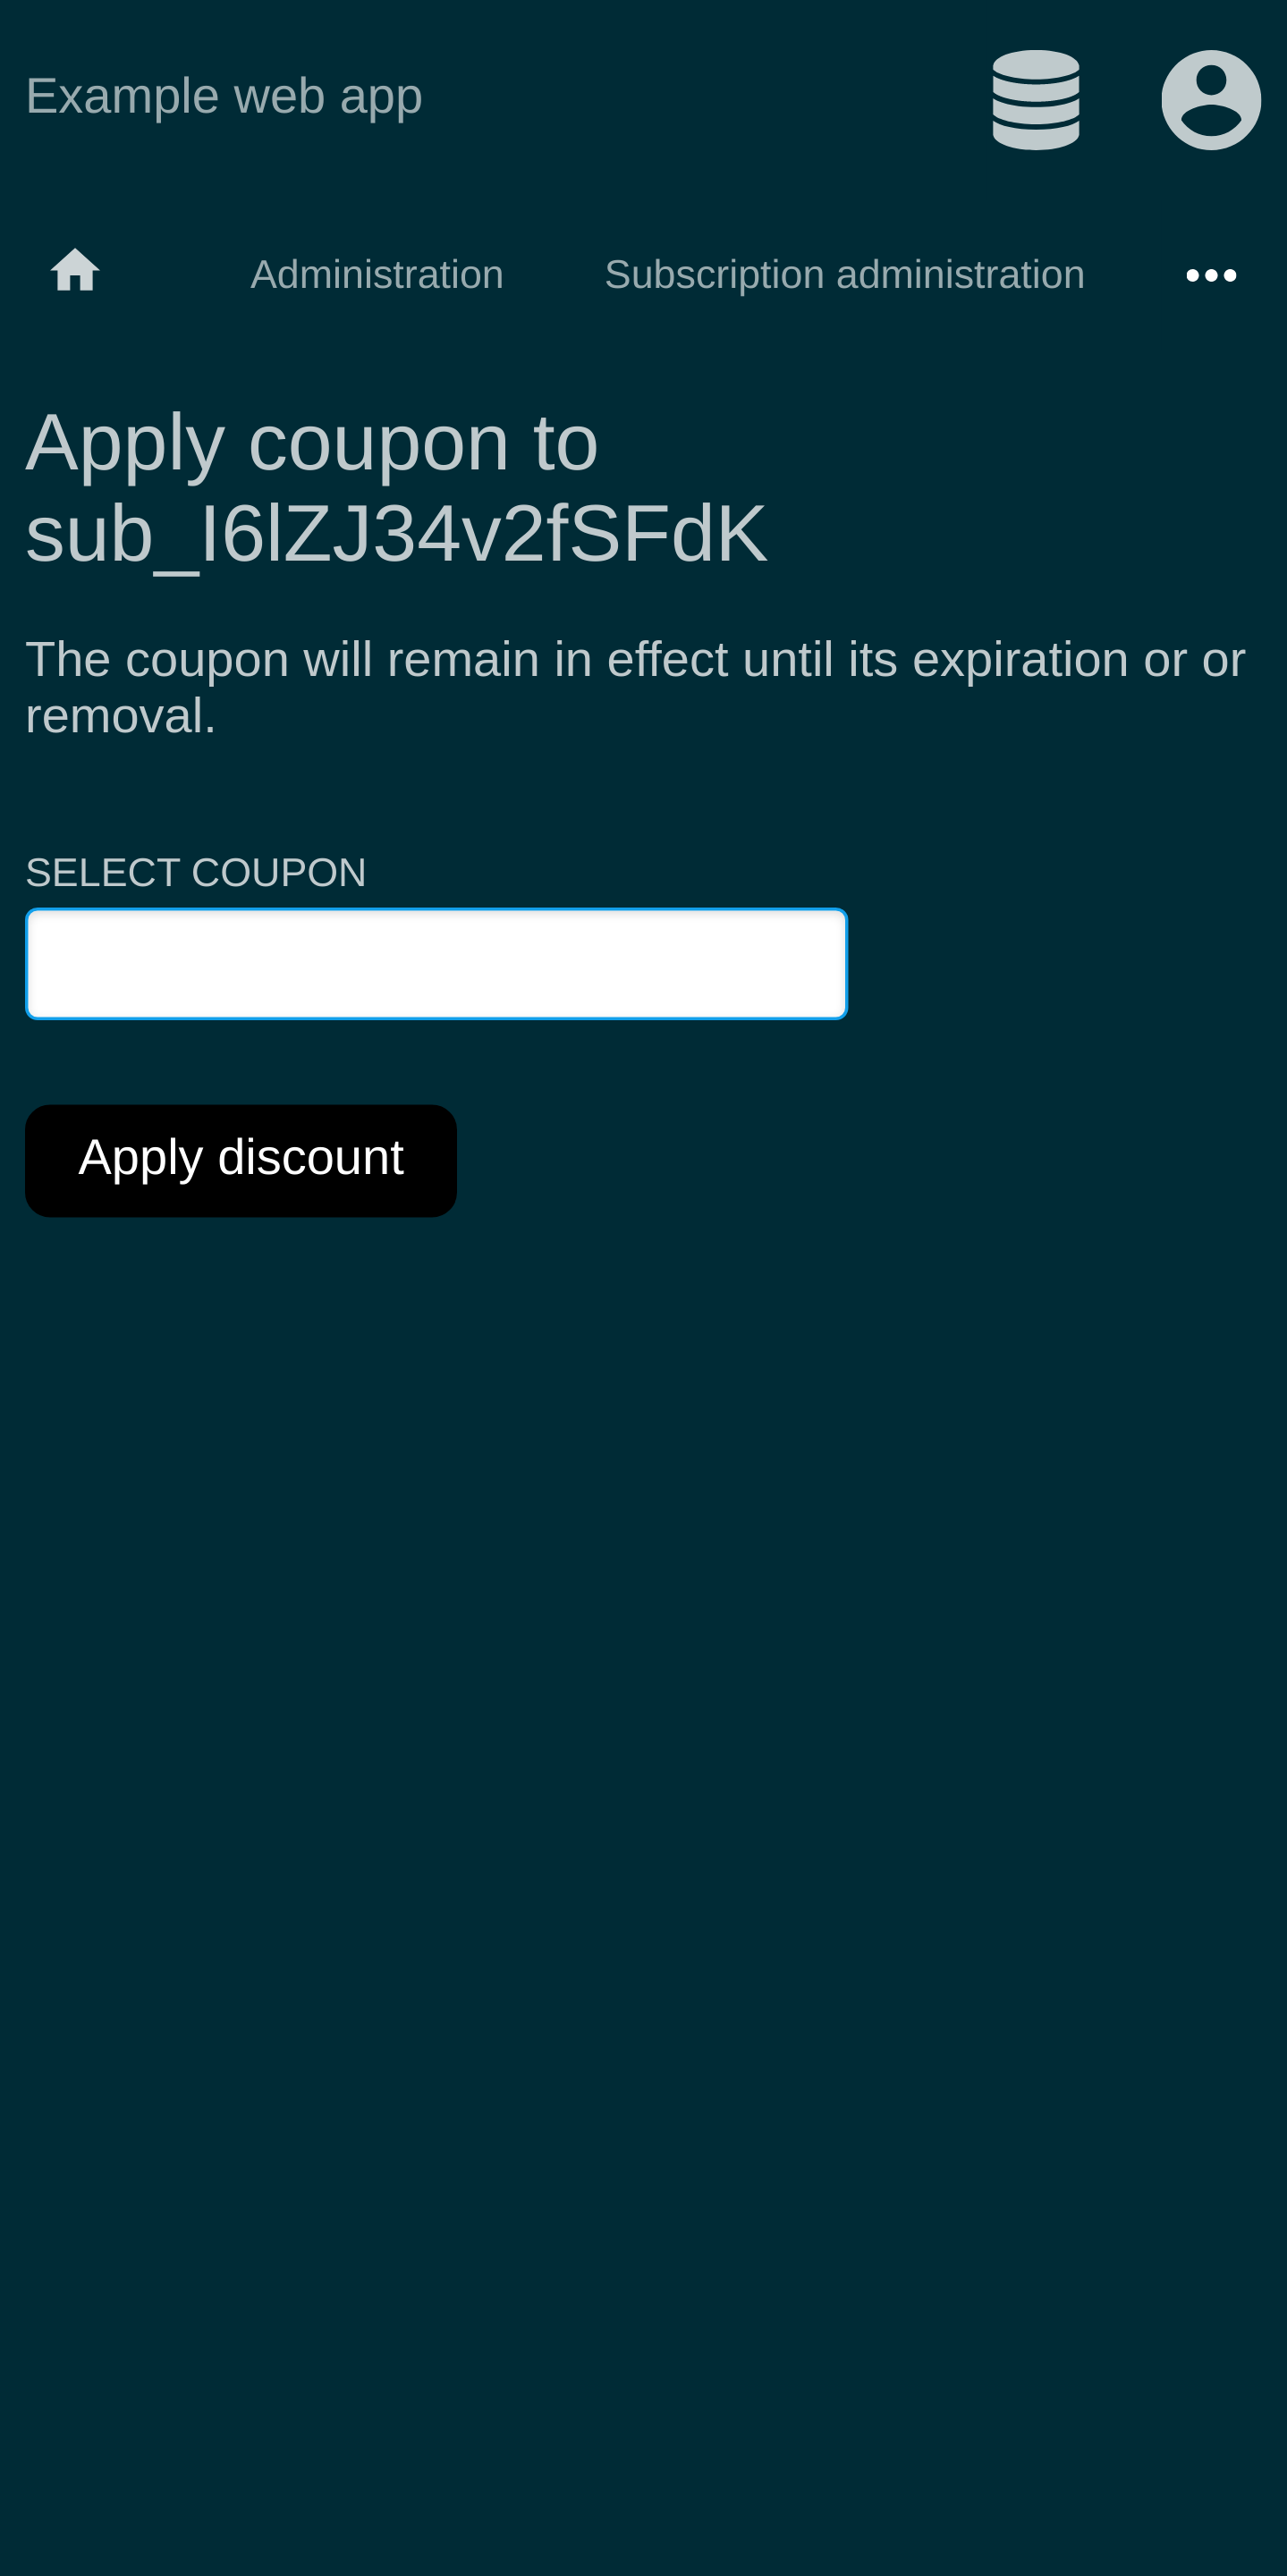 Example web app
Administration Subscription administration
Apply coupon to
sub_I6lZJ34v2fSFdK
The coupon will remain in effect until its expiration or or
removal.
SELECT COUPON
Apply discount